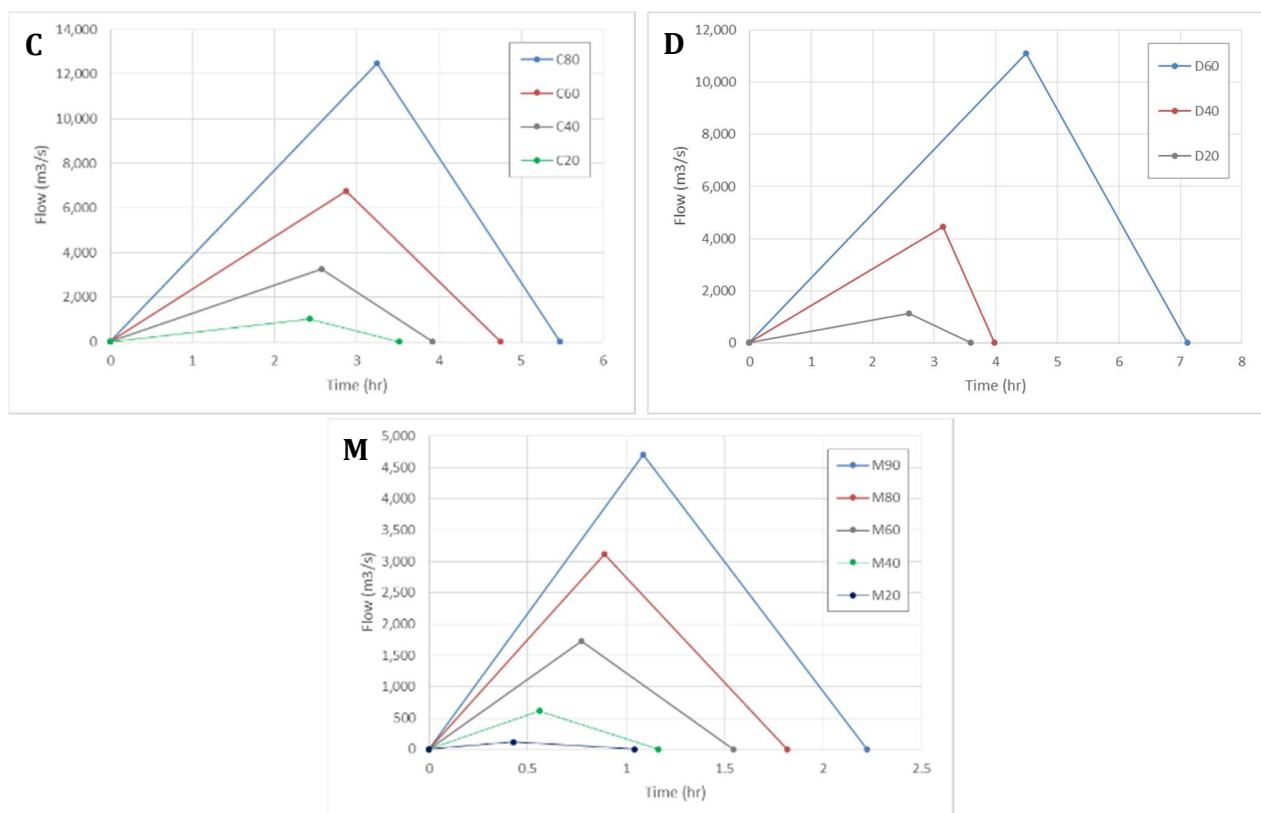 C
14,000
12,000
10,000
8,000
6,000
4,000
2,000
0
Flow (m3/s)
0 1 2 3 4 5 6
Time (hr)
C80
C60
C40
C20
D
12,000
10,000
8,000
6,000
4,000
2,000
0
Flow (m3/s)
0 1 2 3 4 5 6 7 8
Time (hr)
D60
D40
D20
M
5,000
4,500
4,000
3,500
3,000
2,500
2,000
1,500
1,000
500
0
Flow (m3/s)
0 0.5 1 1.5 2 2.5
Time (hr)
M90
M80
M60
M40
M20